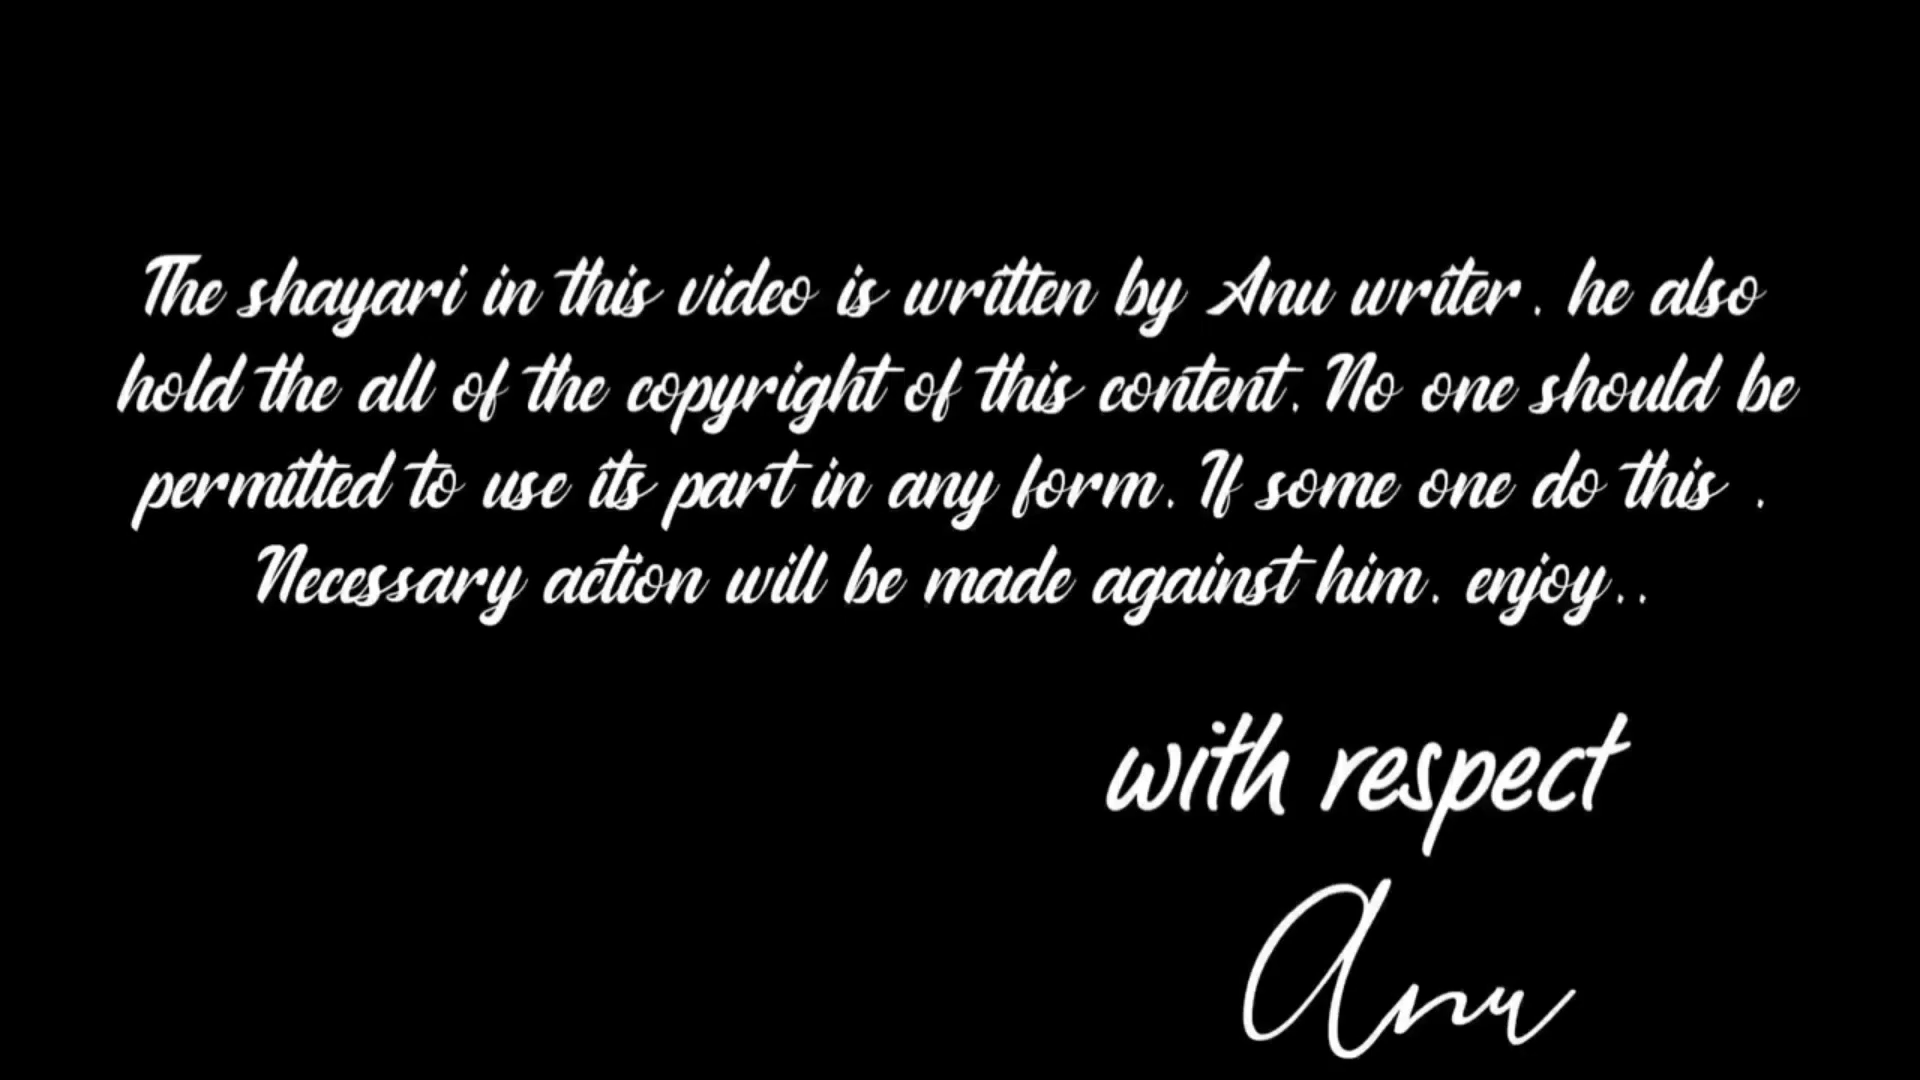 The shayari in this video is written by Anu writer. he also
hold the all of the copyright of this content. No one should be
permitted to use its part in any form. If some one do this .
Necessary action will be made against him. enjoy..
with respect
Anu